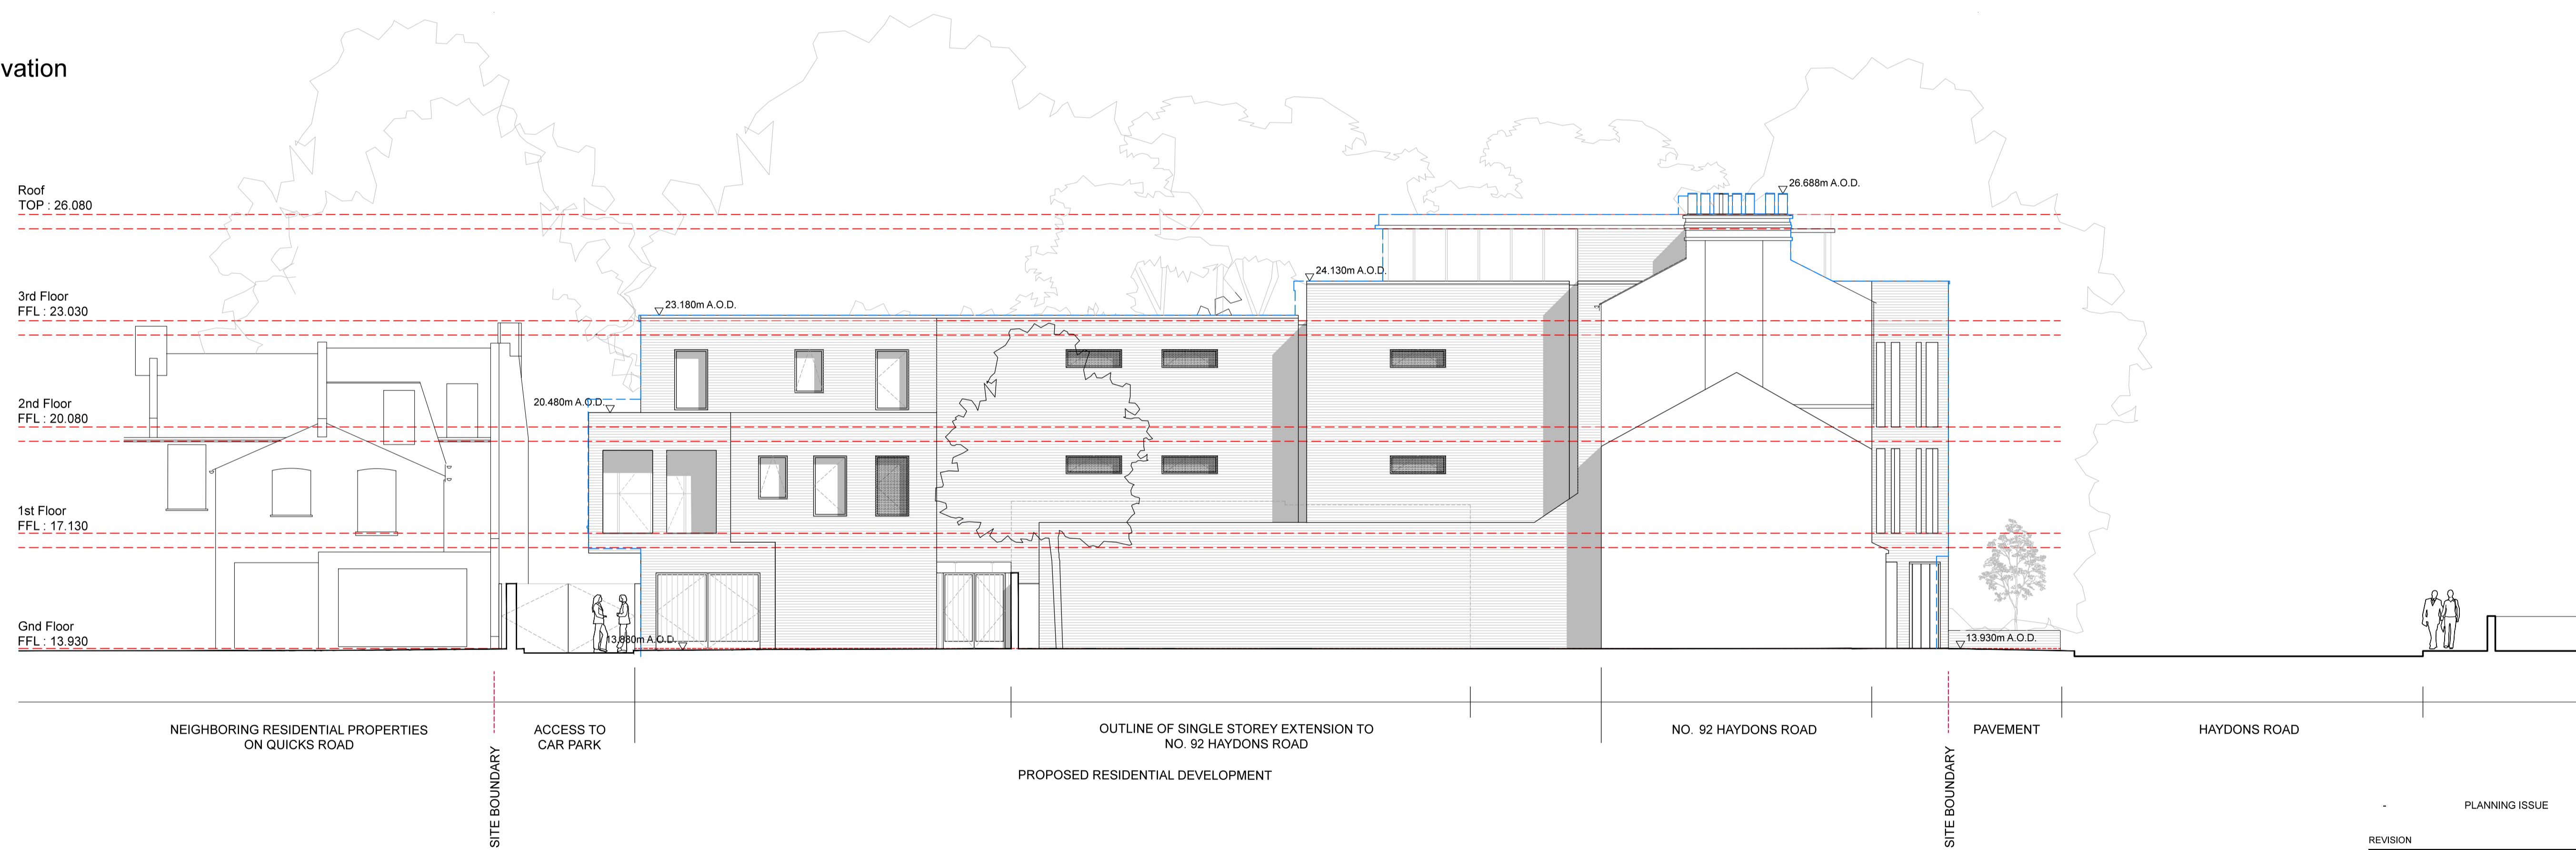 vation
Roof
TOP : 26.080
26.688m A.O.D.
24.130m A.O.D.
3rd Floor
FFL : 23.030
23.180m A.O.D.
2nd Floor
FFL : 20.080
20.480m A.O.D.
1st Floor
FFL : 17.130
Gnd Floor
FFL : 13.930
13.880m A.O.D.
13.930m A.O.D.
NEIGHBORING RESIDENTIAL PROPERTIES
ON QUICKS ROAD
SITE BOUNDARY
ACCESS TO
CAR PARK
OUTLINE OF SINGLE STOREY EXTENSION TO
NO. 92 HAYDONS ROAD
PROPOSED RESIDENTIAL DEVELOPMENT
NO. 92 HAYDONS ROAD
SITE BOUNDARY
PAVEMENT
HAYDONS ROAD
- PLANNING ISSUE
REVISION